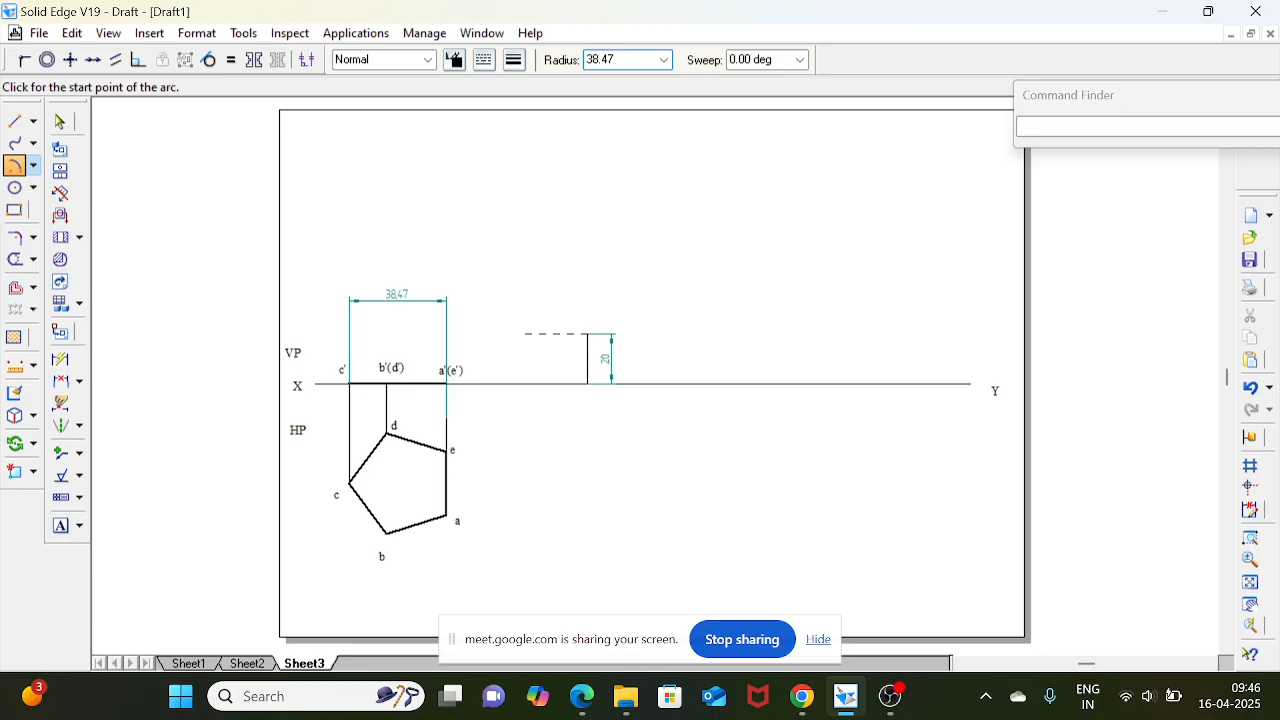 Solid Edge V19 - Draft - [Draft1]
File Edit View Insert Format Tools Inspect Applications Manage Window Help
Normal Radius: 38.47 Sweep: 0.00 deg
Click for the start point of the arc.
Command Finder
38,47
20
VP
c' b'(d') a'(e')
X
Y
HP
d
e
c
a
b
meet.google.com is sharing your screen. Stop sharing Hide
Sheet1 Sheet2 Sheet3
3
Search
ENG
IN
09:46
16-04-2025